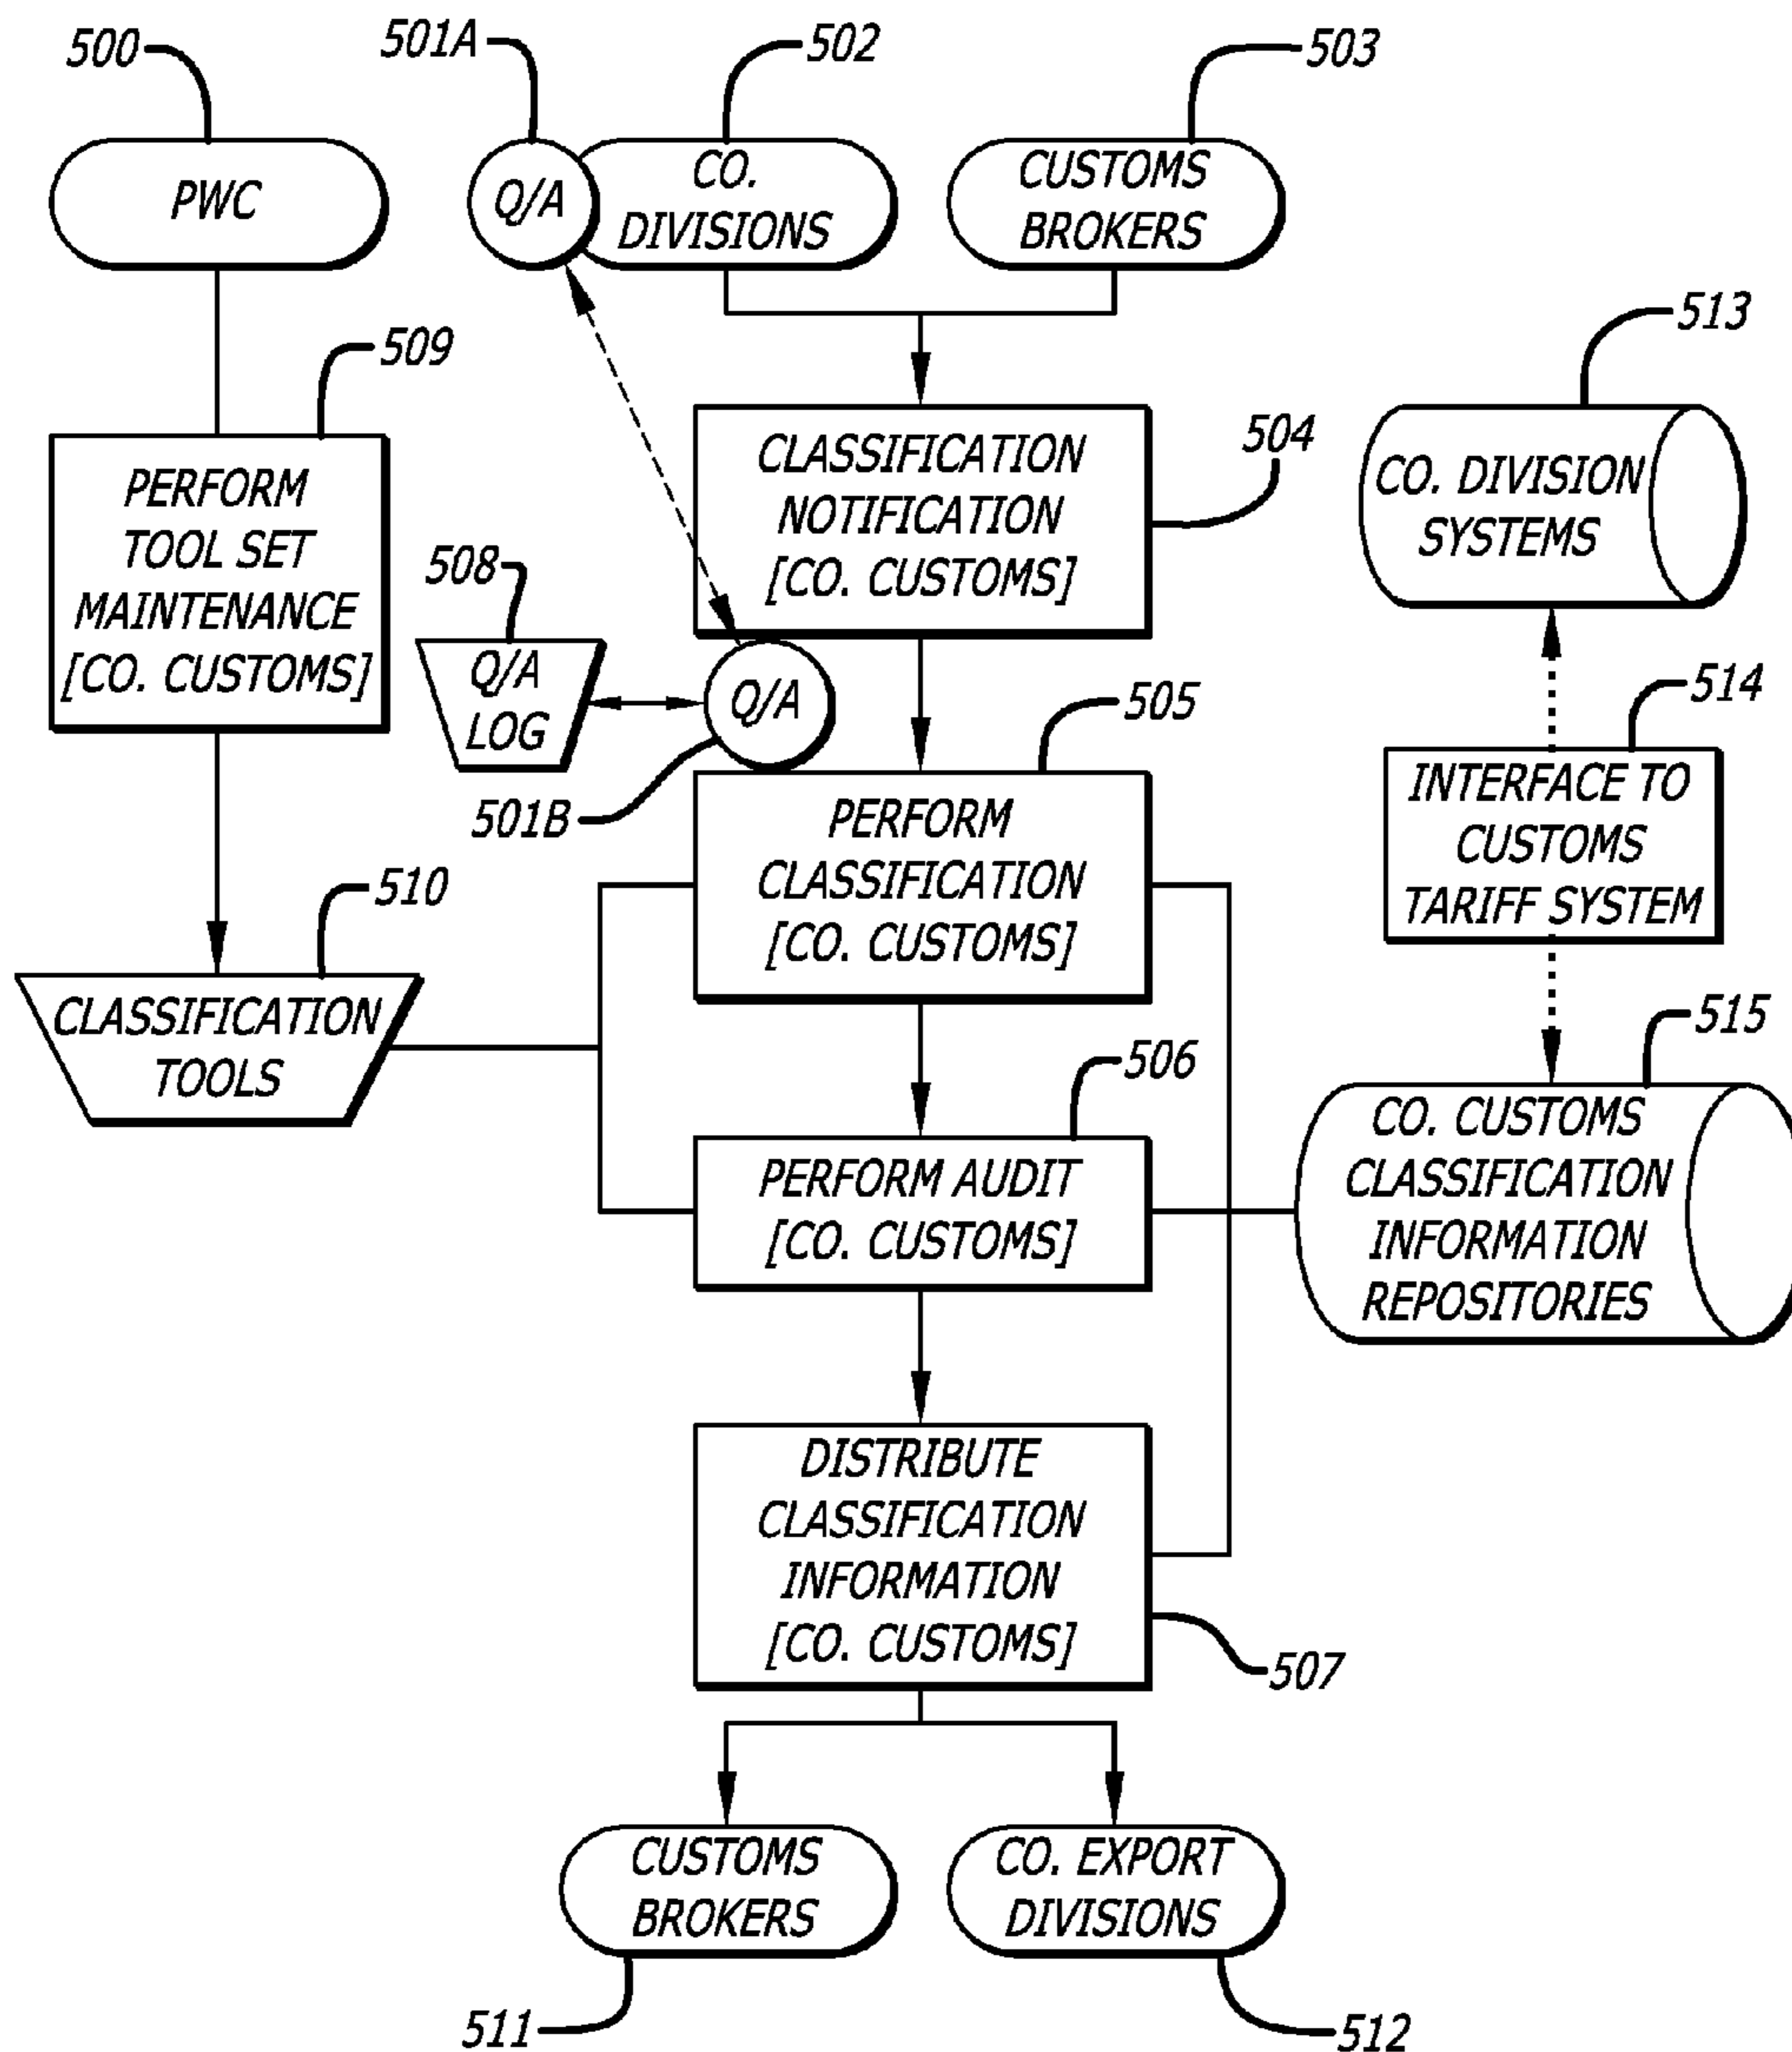 500
501A
502
503
PWC
Q/A
CO.
DIVISIONS
CUSTOMS
BROKERS
509
513
PERFORM
TOOL SET
MAINTENANCE
[CO. CUSTOMS]
CLASSIFICATION
NOTIFICATION
[CO. CUSTOMS]
504
CO. DIVISION
SYSTEMS
508
Q/A
LOG
Q/A
501B
505
514
INTERFACE TO
CUSTOMS
TARIFF SYSTEM
PERFORM
CLASSIFICATION
[CO. CUSTOMS]
510
CLASSIFICATION
TOOLS
506
515
PERFORM AUDIT
[CO. CUSTOMS]
CO. CUSTOMS
CLASSIFICATION
INFORMATION
REPOSITORIES
DISTRIBUTE
CLASSIFICATION
INFORMATION
[CO. CUSTOMS]
507
CUSTOMS
BROKERS
CO. EXPORT
DIVISIONS
511
512